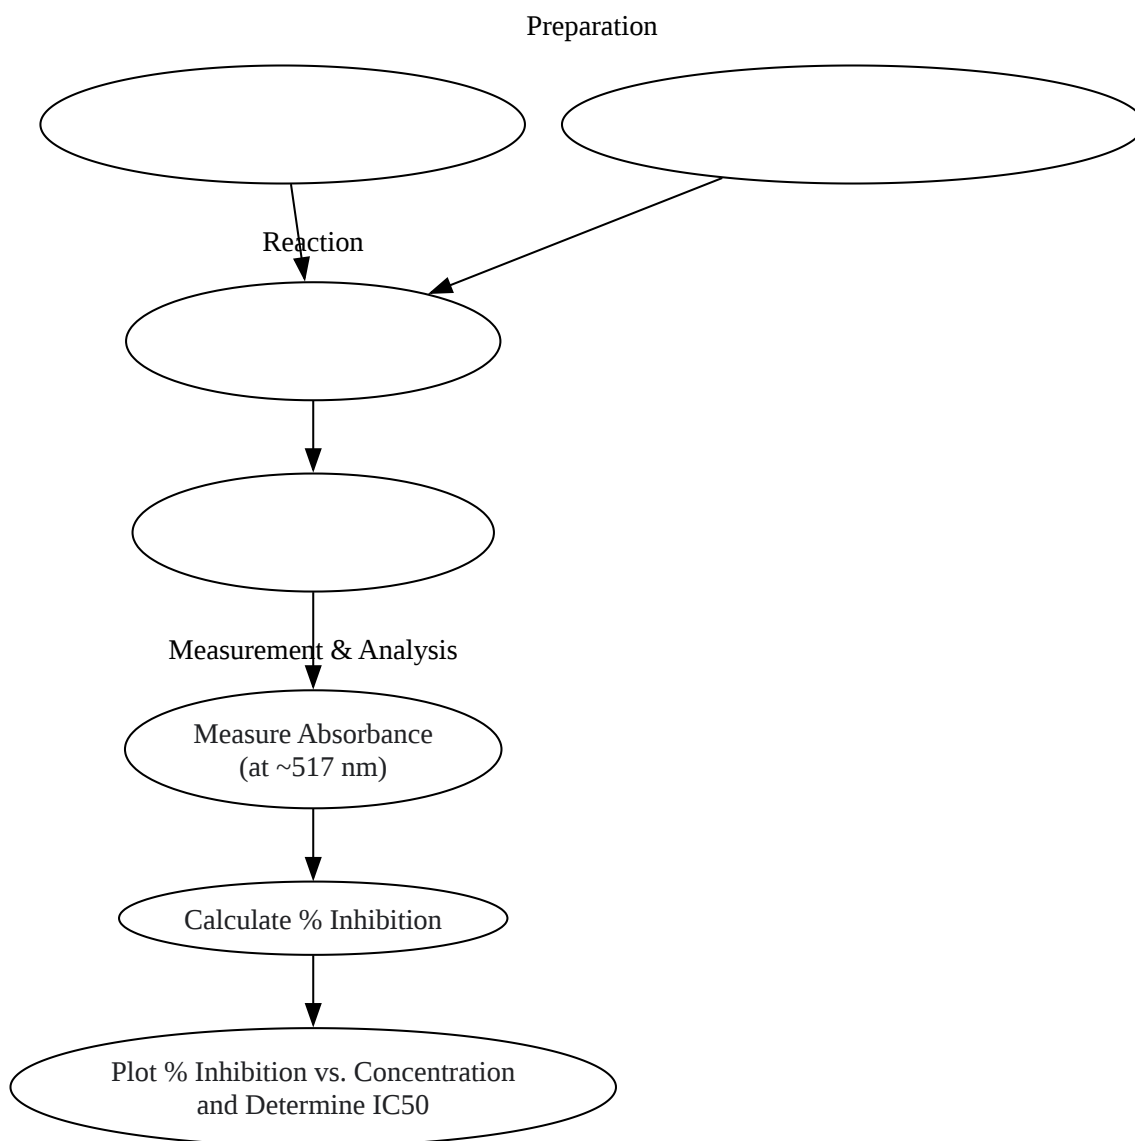 Preparation
Reaction
Measurement & Analysis
Measure Absorbance
(at ~517 nm)
Calculate % Inhibition
Plot % Inhibition vs. Concentration
and Determine IC50